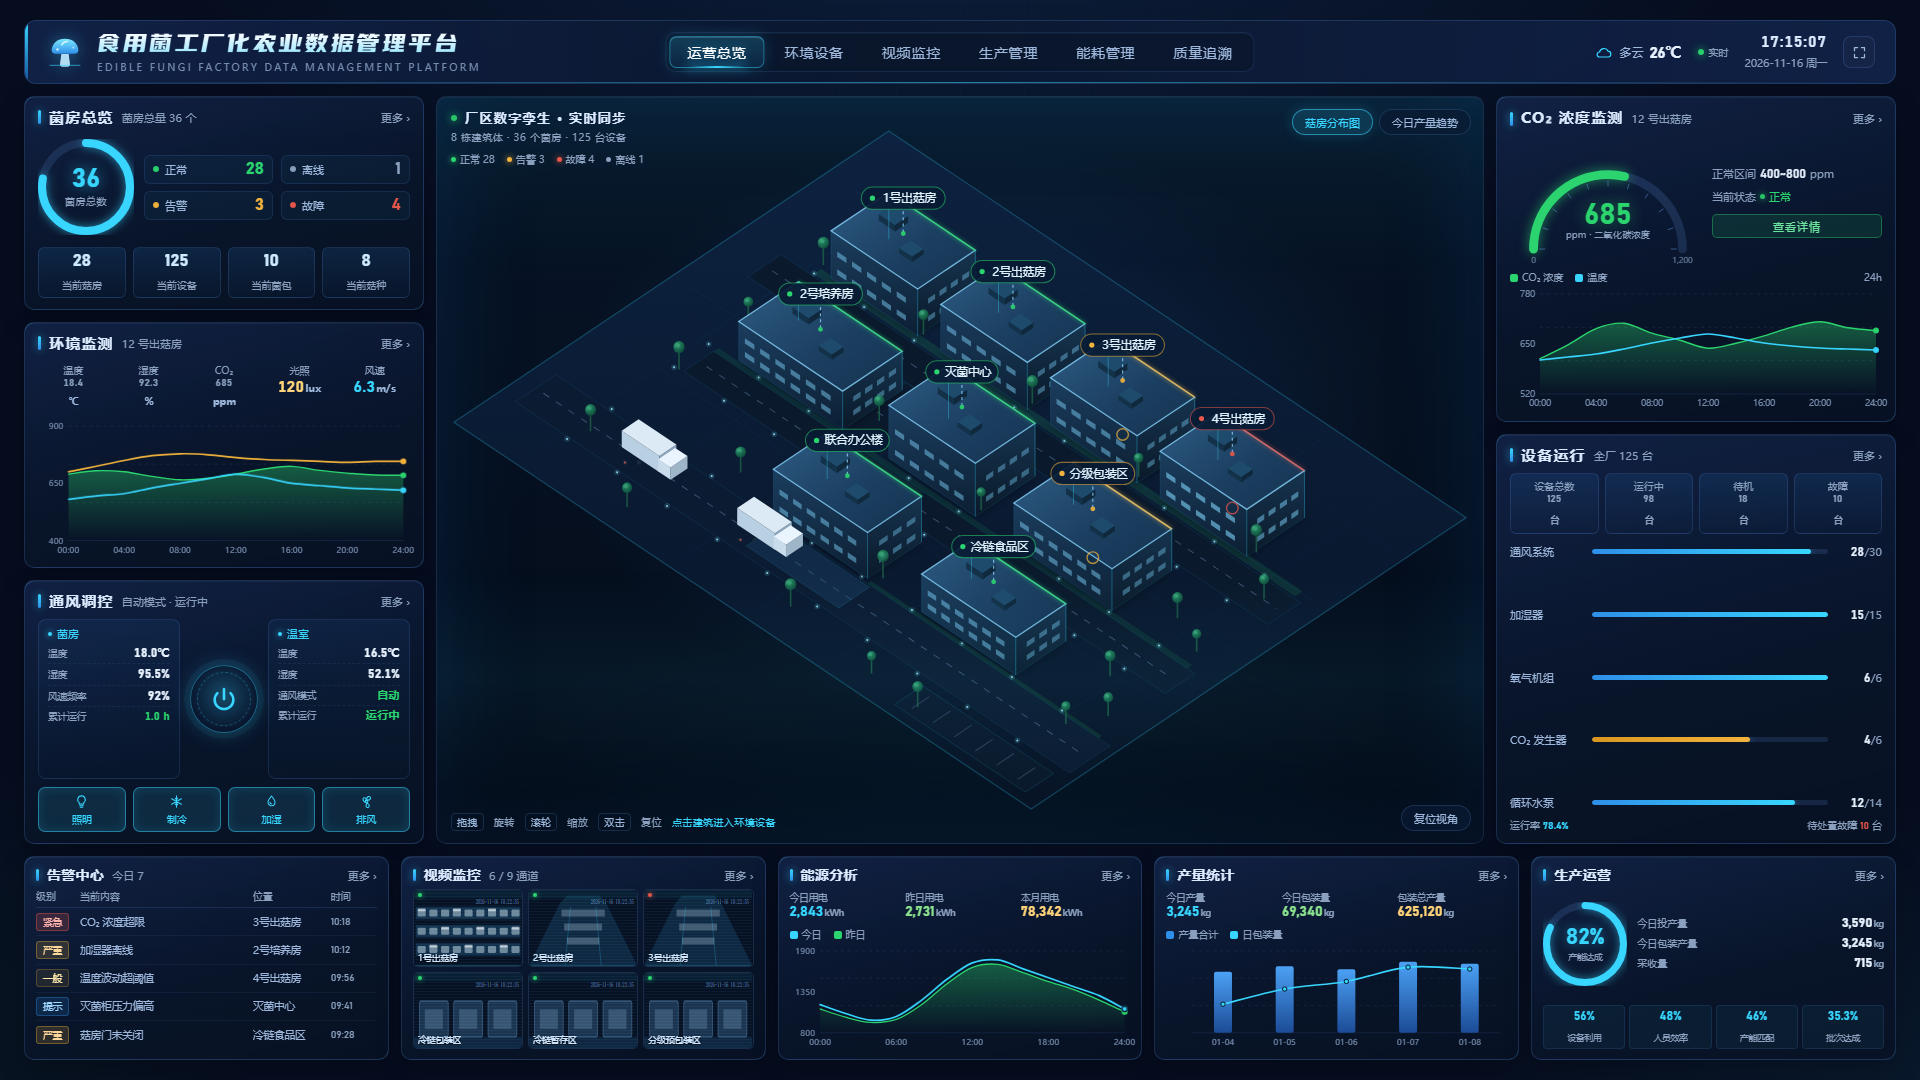 食用菌工厂化农业数据管理平台
EDIBLE FUNGI FACTORY DATA MANAGEMENT PLATFORM
运营总览 环境设备 视频监控 生产管理 能耗管理 质量追溯
多云 26℃ 实时
17:15:07
2026-11-16 周一
菌房总览 菌房总量 36 个 更多 ›
36
菌房总数
正常 28
离线 1
告警 3
故障 4
28 当前菇房
125 当前设备
10 当前菌包
8 当前菇种
环境监测 12 号出菇房 更多 ›
温度 湿度 CO₂ 光照 风速
18.4 92.3 685 120lux 6.3m/s
℃ % ppm
900
650
400
00:00 04:00 08:00 12:00 16:00 20:00 24:00
通风调控 自动模式 · 运行中 更多 ›
菌房
温度 18.0℃
湿度 95.5%
风速频率 92%
累计运行 1.0 h
温室
温度 16.5℃
湿度 52.1%
通风模式 自动
累计运行 运行中
照明 制冷 加湿 排风
厂区数字孪生 • 实时同步
8 栋建筑体 · 36 个菌房 · 125 台设备
正常 28 告警 3 故障 4 离线 1
菇房分布图 今日产量趋势
1号出菇房
2号出菇房
2号培养房
3号出菇房
灭菌中心
4号出菇房
联合办公楼
分级包装区
冷链食品区
拖拽 旋转 滚轮 缩放 双击 复位 点击建筑进入环境设备
复位视角
CO₂ 浓度监测 12 号出菇房 更多 ›
685
ppm · 二氧化碳浓度
0 1,200
正常区间 400-800 ppm
当前状态 正常
查看详情
CO₂ 浓度 温度 24h
780
650
520
00:00 04:00 08:00 12:00 16:00 20:00 24:00
设备运行 全厂 125 台 更多 ›
设备总数 运行中 待机 故障
125 98 18 10
台 台 台 台
通风系统 28/30
加湿器 15/15
氧气机组 6/6
CO₂ 发生器 4/6
循环水泵 12/14
运行率 78.4% 待处置故障 10 台
告警中心 今日 7 更多 ›
级别 当前内容 位置 时间
紧急 CO₂ 浓度超限 3号出菇房 10:18
严重 加湿器离线 2号培养房 10:12
一般 温度波动超阈值 4号出菇房 09:56
提示 灭菌柜压力偏高 灭菌中心 09:41
严重 菇房门未关闭 冷链食品区 09:28
视频监控 6 / 9 通道 更多 ›
1号出菇房 2号出菇房 3号出菇房
冷链包装区 冷链暂存区 分级预包装区
能源分析 更多 ›
今日用电 昨日用电 本月用电
2,843kWh 2,731kWh 78,342kWh
今日 昨日
1900
1350
800
00:00 06:00 12:00 18:00 24:00
产量统计 更多 ›
今日产量 今日包装量 包装总产量
3,245kg 69,340kg 625,120kg
产量合计 日包装量
01-04 01-05 01-06 01-07 01-08
生产运营 更多 ›
82%
产能达成
今日投产量 3,590kg
今日包装产量 3,245kg
采收量 715kg
56% 48% 46% 35.3%
设备利用 人员效率 产能匹配 批次达成